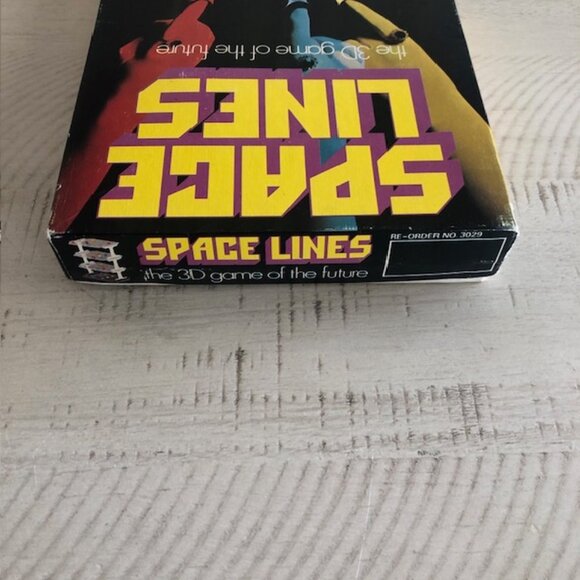 SPACE
LINES
the 3D game of the future
SPACE LINES
the 3D game of the future
RE-ORDER NO. 3029